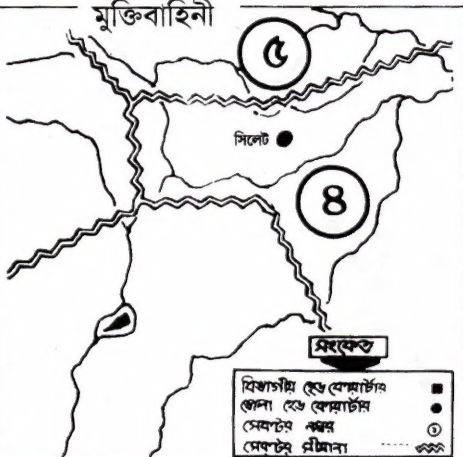 মুক্তিবাহিনী
৫
সিলেট
৪
সংকেত
বিভাগীয় হেড কোয়ার্টার
জেলা হেড কোয়ার্টার
সেক্টর নম্বর
সেক্টর সীমানা